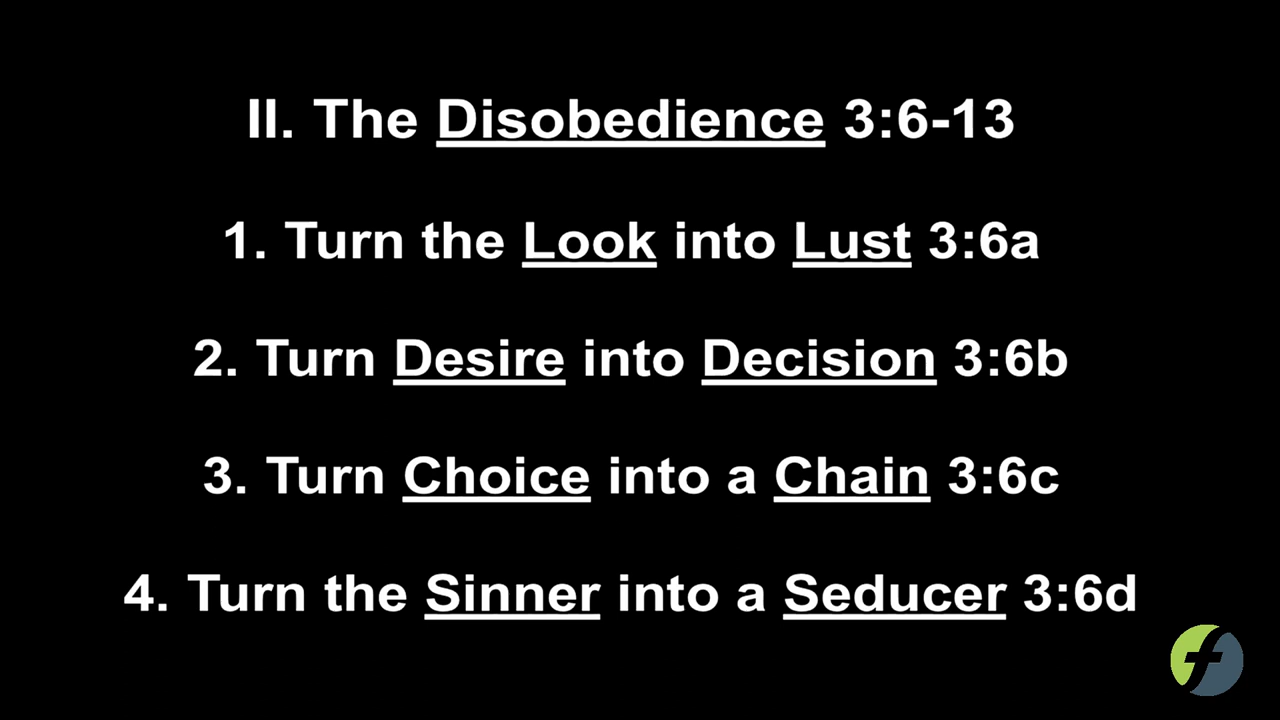 II. The Disobedience 3:6-13
1. Turn the Look into Lust 3:6a
2. Turn Desire into Decision 3:6b
3. Turn Choice into a Chain 3:6c
4. Turn the Sinner into a Seducer 3:6d